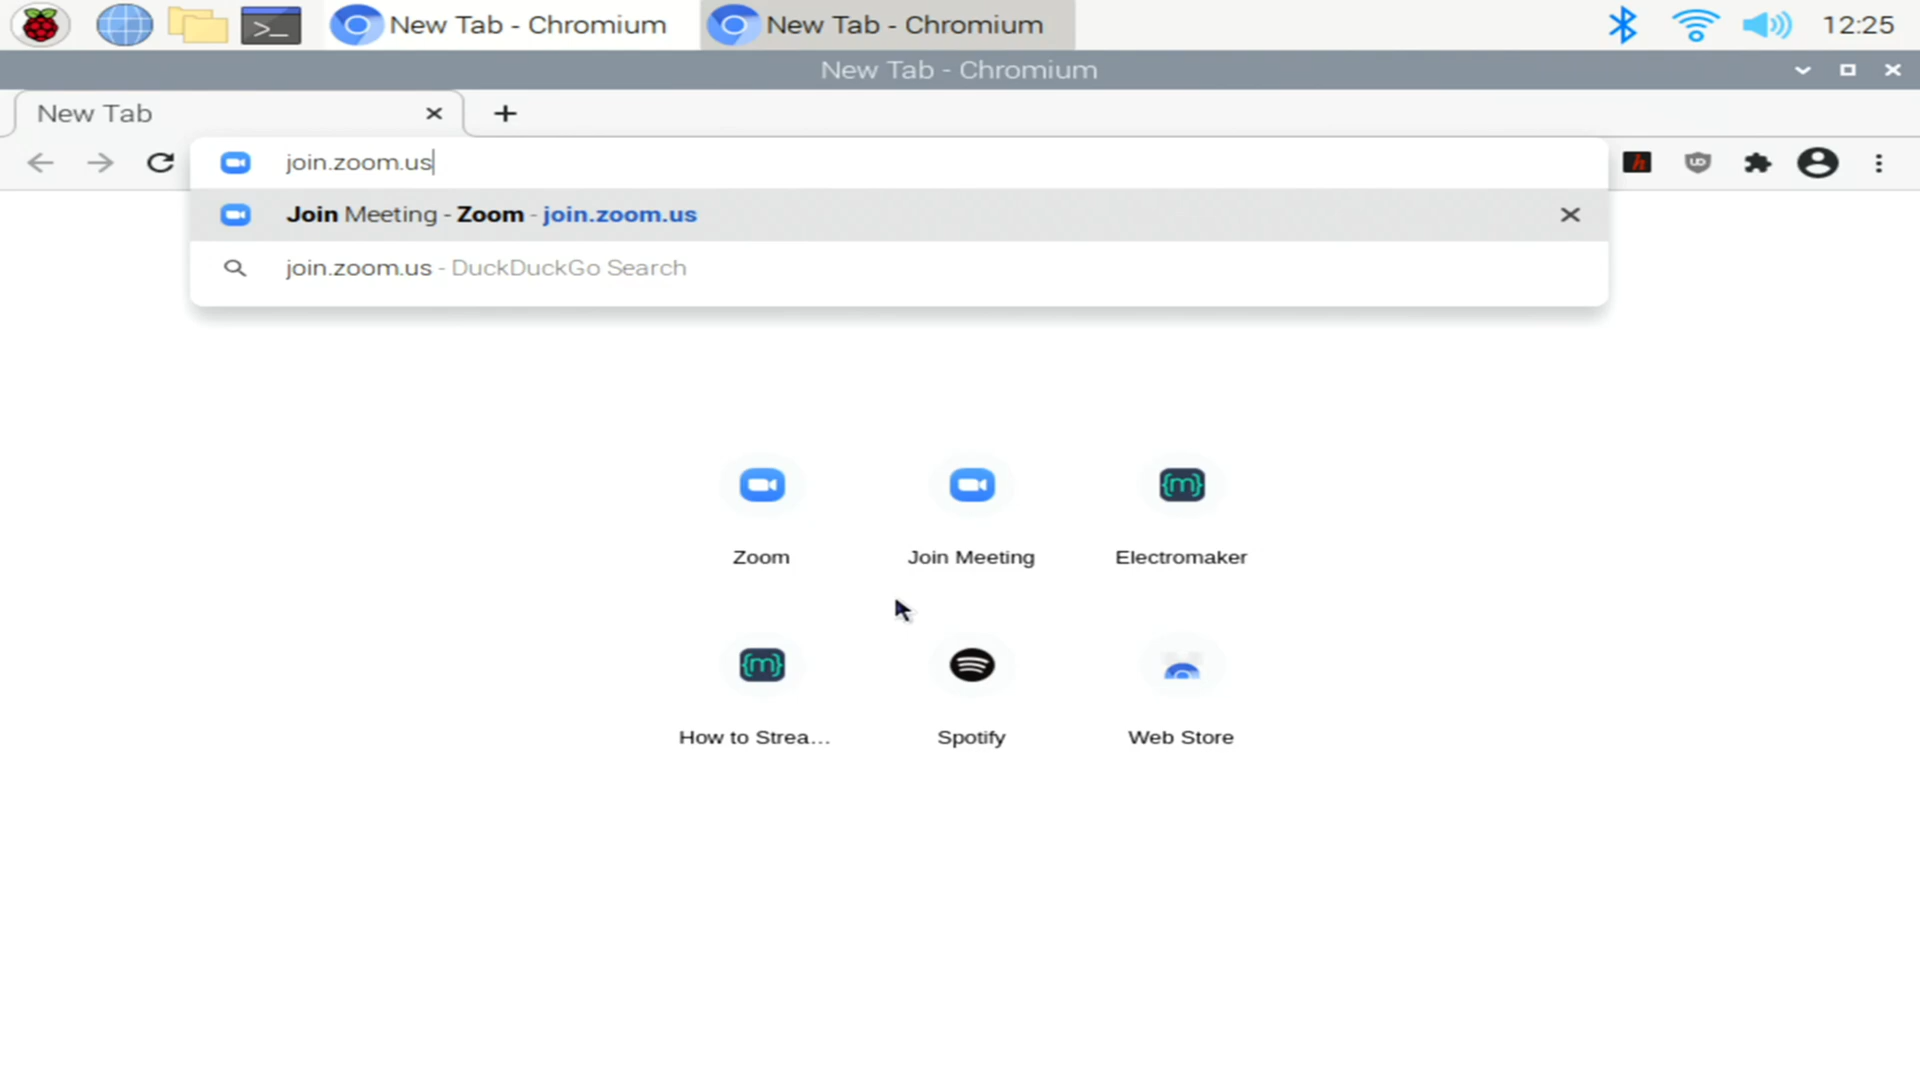 New Tab - Chromium
New Tab - Chromium
12:25
New Tab - Chromium
New Tab
join.zoom.us
Join Meeting - Zoom - join.zoom.us
join.zoom.us - DuckDuckGo Search
Zoom
Join Meeting
Electromaker
{m}
{m}
How to Strea...
Spotify
Web Store